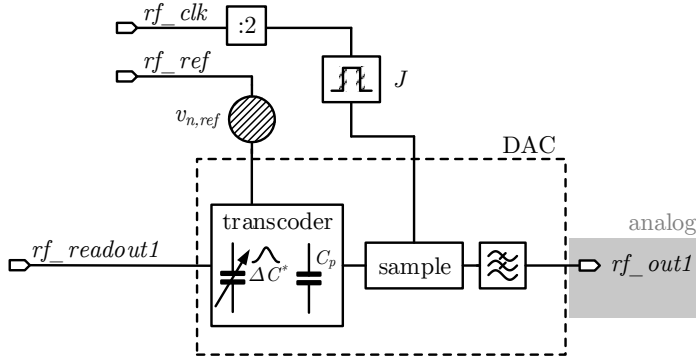 rf_clk
:2
rf_ref
J
v_{n,ref}
DAC
transcoder
analog
rf_readout1
ΔC*
C_p
sample
rf_out1